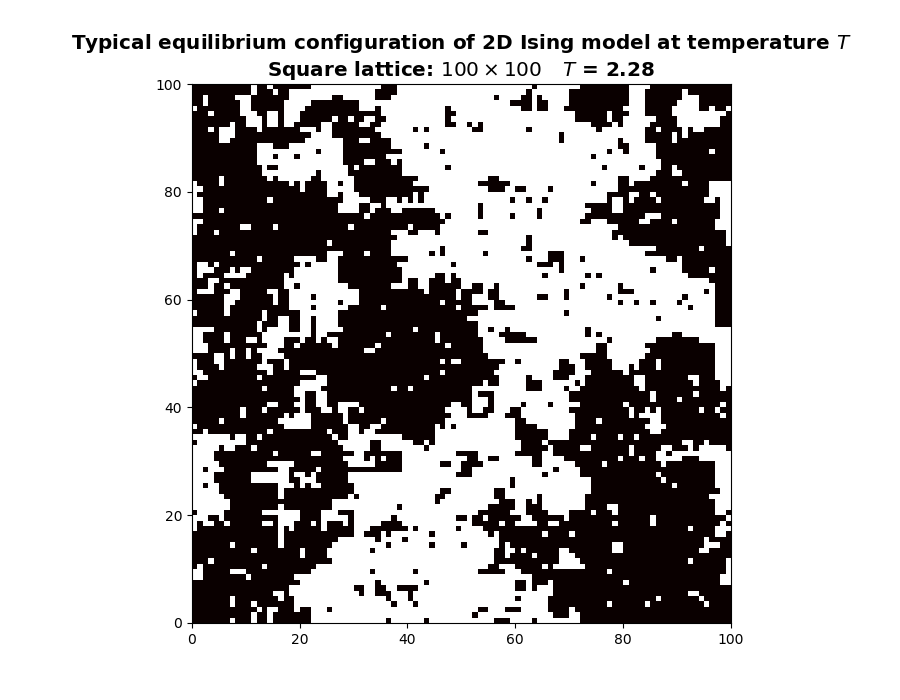 Typical equilibrium configuration of 2D Ising model at temperature T
Square lattice: 100 × 100 T = 2.28
100
80
60
40
20
0
0 20 40 60 80 100